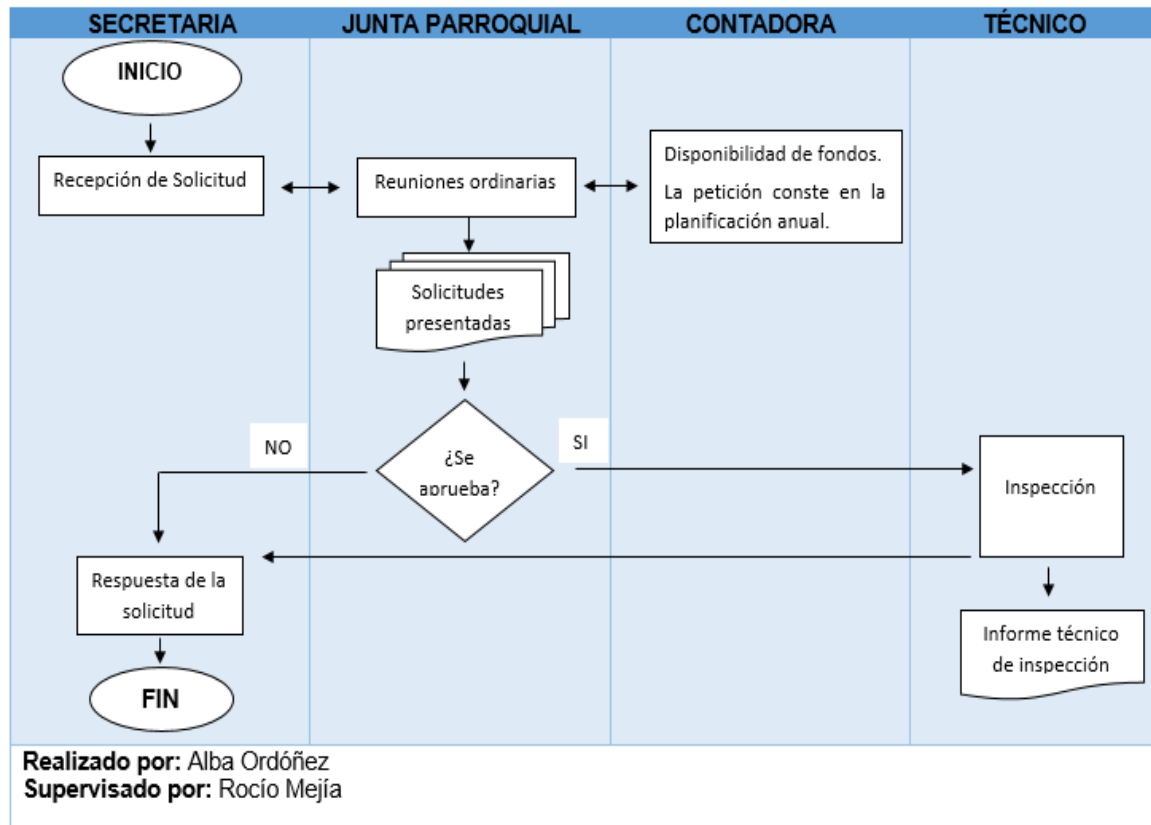 SECRETARIA
JUNTA PARROQUIAL
CONTADORA
TÉCNICO
INICIO
Recepción de Solicitud
Reuniones ordinarias
Disponibilidad de fondos.
La petición conste en la
planificación anual.
Solicitudes
presentadas
NO
¿Se
aprueba?
SI
Inspección
Respuesta de la
solicitud
Informe técnico
de inspección
FIN
Realizado por: Alba Ordóñez
Supervisado por: Rocío Mejía